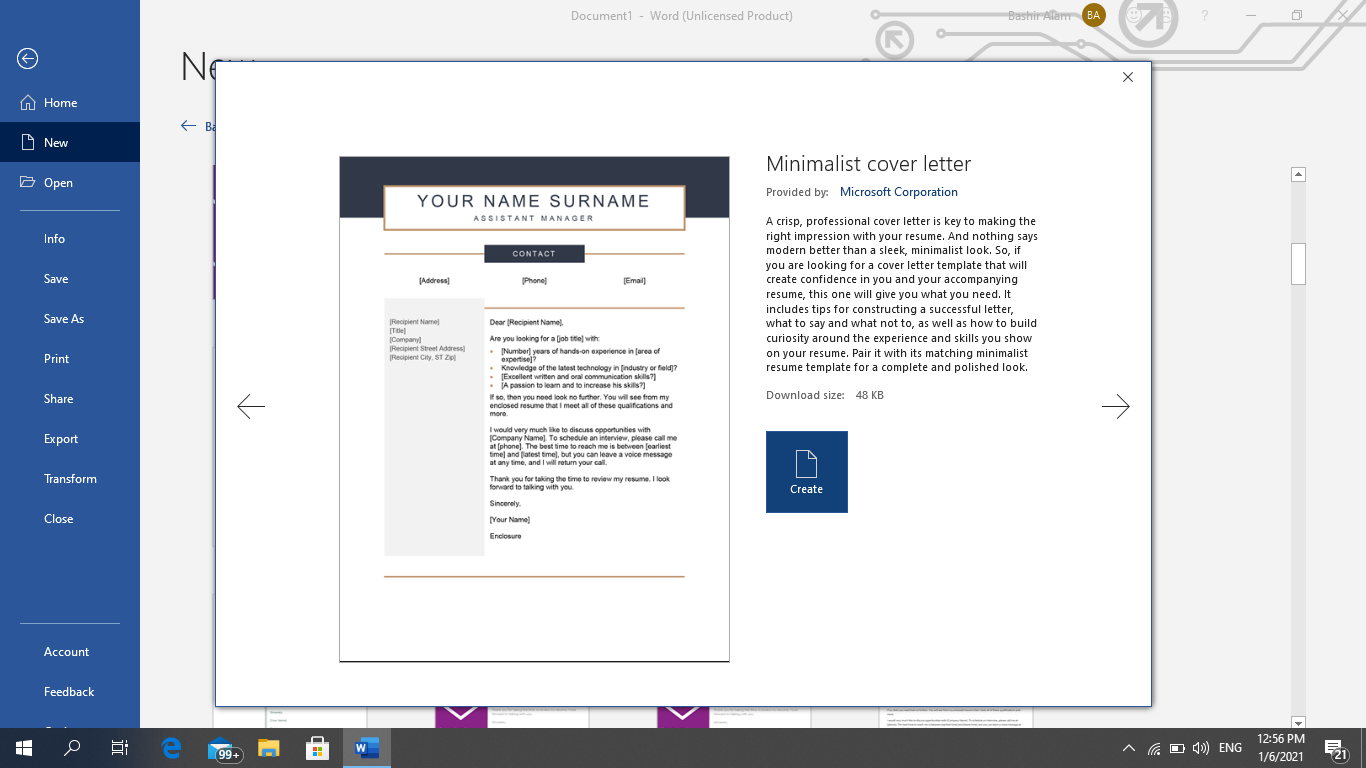 Document1 - Word (Unlicensed Product)
Bashir Alam
BA
?
Home
New
Open
Info
Save
Save As
Print
Share
Export
Transform
Close
Account
Feedback
YOUR NAME SURNAME
ASSISTANT MANAGER
CONTACT
[Address] [Phone] [Email]
[Recipient Name]
[Title]
[Company]
[Recipient Street Address]
[Recipient City, ST Zip]
Dear [Recipient Name],
Are you looking for a [job title] with:
• [Number] years of hands-on experience in [area of
expertise]?
• Knowledge of the latest technology in [industry or field]?
• [Excellent written and oral communication skills?]
• [A passion to learn and to increase his skills?]
If so, then you need look no further. You will see from my
enclosed resume that I meet all of these qualifications and
more.
I would very much like to discuss opportunities with
[Company Name]. To schedule an interview, please call me
at [phone]. The best time to reach me is between [earliest
time] and [latest time], but you can leave a voice message
at any time, and I will return your call.
Thank you for taking the time to review my resume. I look
forward to talking with you.
Sincerely,
[Your Name]
Enclosure
Minimalist cover letter
Provided by: Microsoft Corporation
A crisp, professional cover letter is key to making the
right impression with your resume. And nothing says
modern better than a sleek, minimalist look. So, if
you are looking for a cover letter template that will
create confidence in you and your accompanying
resume, this one will give you what you need. It
includes tips for constructing a successful letter,
what to say and what not to, as well as how to build
curiosity around the experience and skills you show
on your resume. Pair it with its matching minimalist
resume template for a complete and polished look.
Download size: 48 KB
Create
99+
ENG
12:56 PM
1/6/2021
21